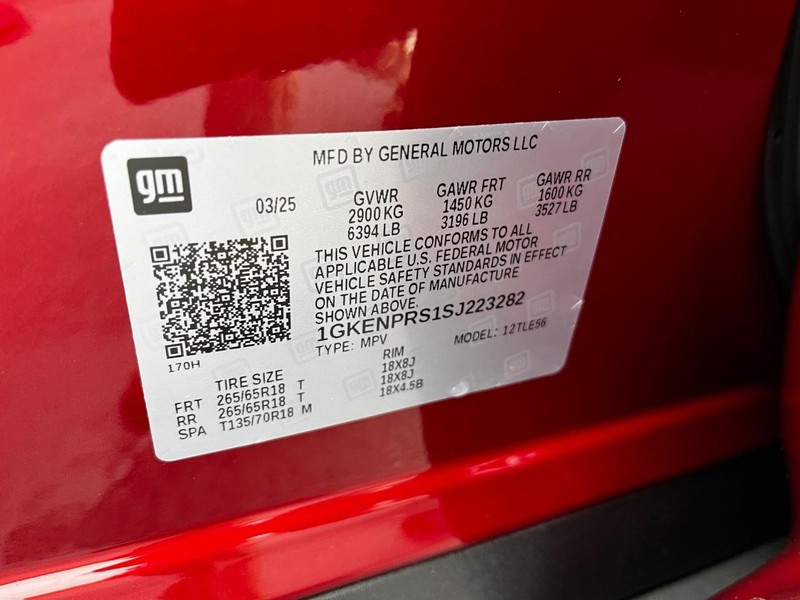 gm
MFD BY GENERAL MOTORS LLC
03/25
GVWR
2900 KG
6394 LB
GAWR FRT
1450 KG
3196 LB
GAWR RR
1600 KG
3527 LB
THIS VEHICLE CONFORMS TO ALL
APPLICABLE U.S. FEDERAL MOTOR
VEHICLE SAFETY STANDARDS IN EFFECT
ON THE DATE OF MANUFACTURE
SHOWN ABOVE.
1GKENPRS1SJ223282
TYPE: MPV MODEL: 12TLE56
170H
TIRE SIZE RIM
FRT 265/65R18 T 18X8J
RR 265/65R18 T 18X8J
SPA T135/70R18 M 18X4.5B